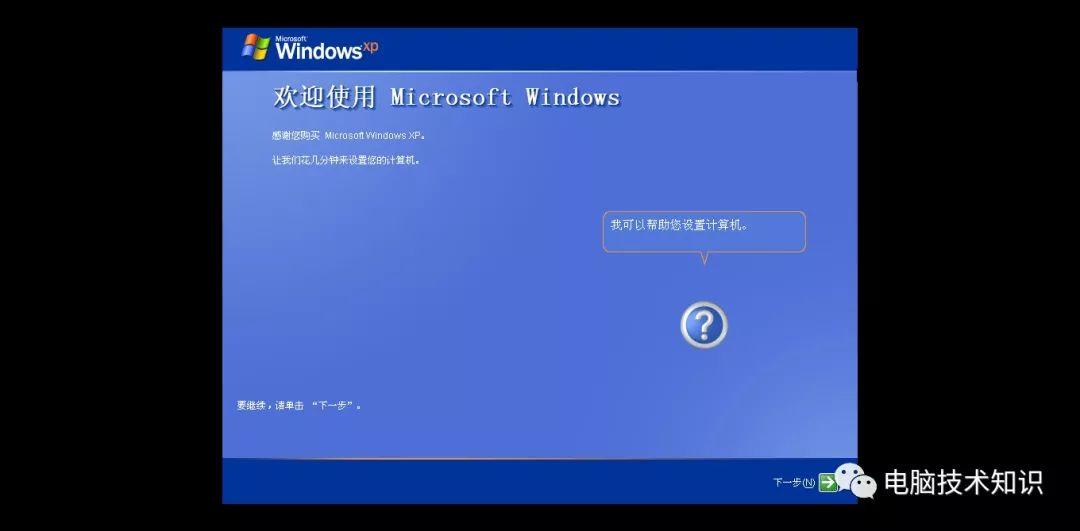 Microsoft
Windows xp
欢迎使用 Microsoft Windows
感谢您购买 Microsoft Windows XP。
让我们花几分钟来设置您的计算机。
我可以帮助您设置计算机。
?
要继续，请单击 “下一步”。
下一步(N)
电脑技术知识